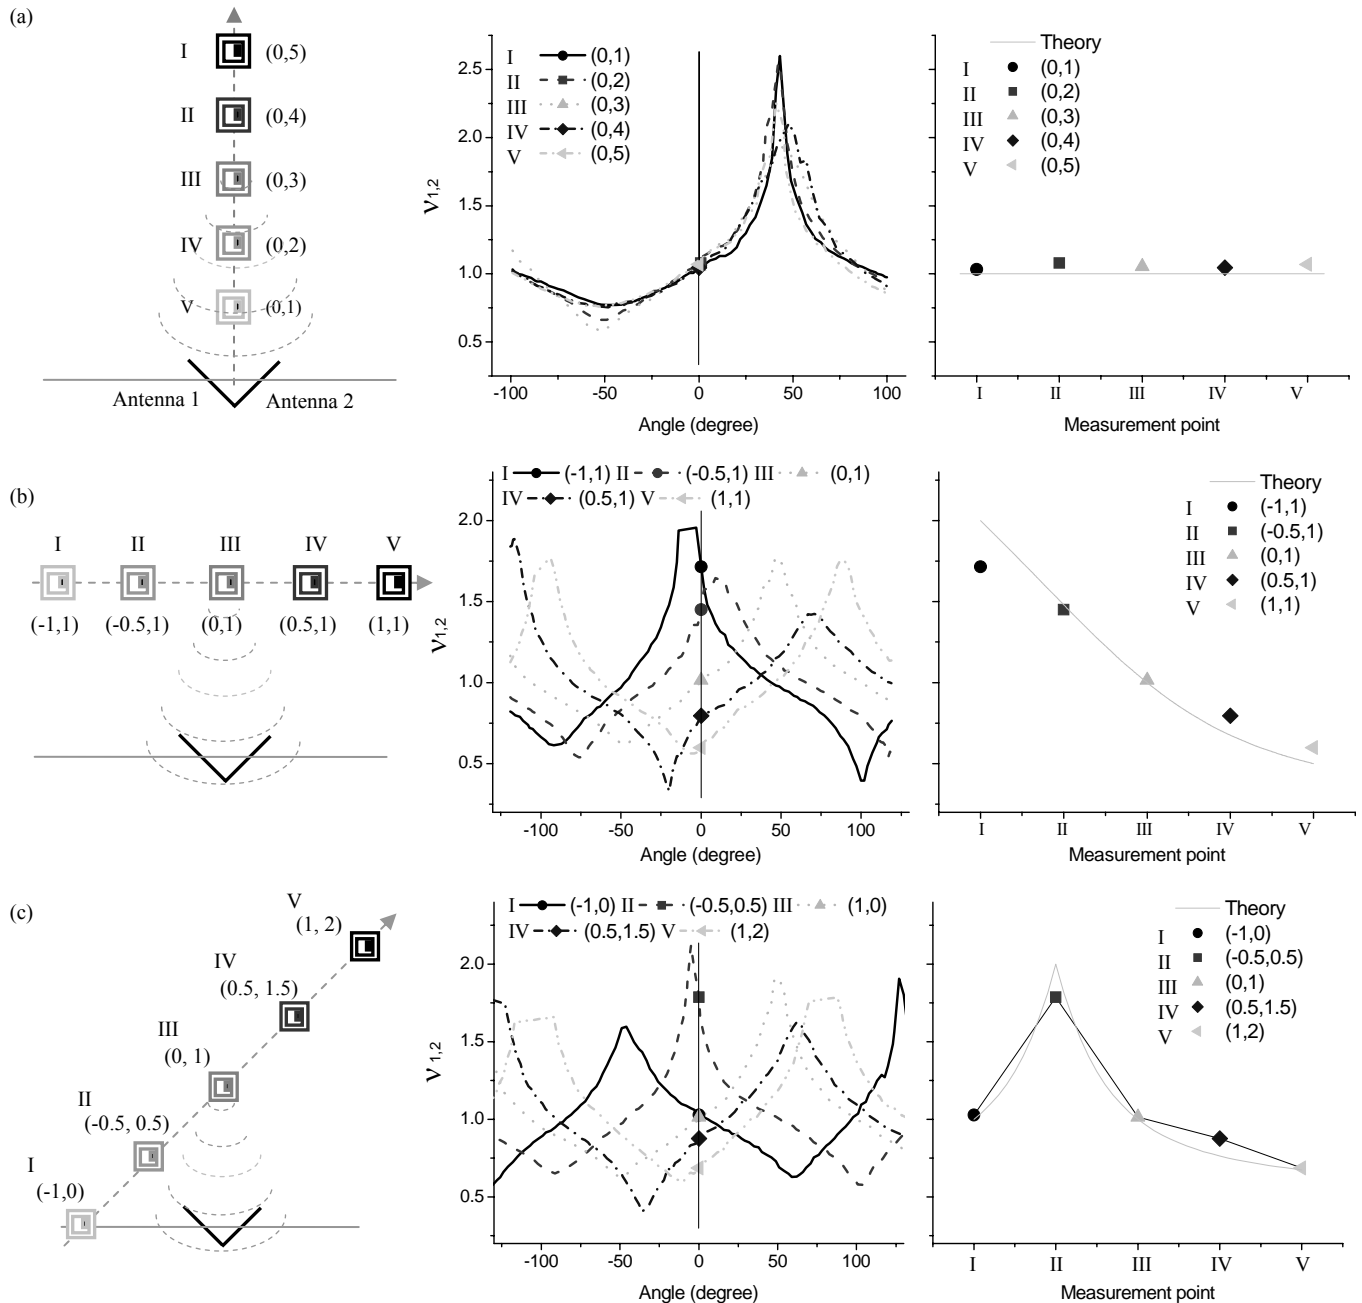 (a)
I (0,5)
II (0,4)
III (0,3)
IV (0,2)
V (0,1)
Antenna 1 Antenna 2
I (0,1)
II (0,2)
III (0,3)
IV (0,4)
V (0,5)
2.5
2.0
1.5
1.0
0.5
ν1,2
-100 -50 0 50 100
Angle (degree)
Theory
I (0,1)
II (0,2)
III (0,3)
IV (0,4)
V (0,5)
I II III IV V
Measurement point
(b)
I II III IV V
(-1,1) (-0.5,1) (0,1) (0.5,1) (1,1)
I (-1,1) II (-0.5,1) III (0,1)
IV (0.5,1) V (1,1)
2.0
1.5
1.0
0.5
ν1,2
-100 -50 0 50 100
Angle (degree)
Theory
I (-1,1)
II (-0.5,1)
III (0,1)
IV (0.5,1)
V (1,1)
I II III IV V
Measurement point
(c)
V
(1, 2)
IV
(0.5, 1.5)
III
(0, 1)
II
(-0.5, 0.5)
I
(-1,0)
I (-1,0) II (-0.5,0.5) III (1,0)
IV (0.5,1.5) V (1,2)
2.0
1.5
1.0
0.5
ν1,2
-100 -50 0 50 100
Angle (degree)
Theory
I (-1,0)
II (-0.5,0.5)
III (0,1)
IV (0.5,1.5)
V (1,2)
I II III IV V
Measurement point